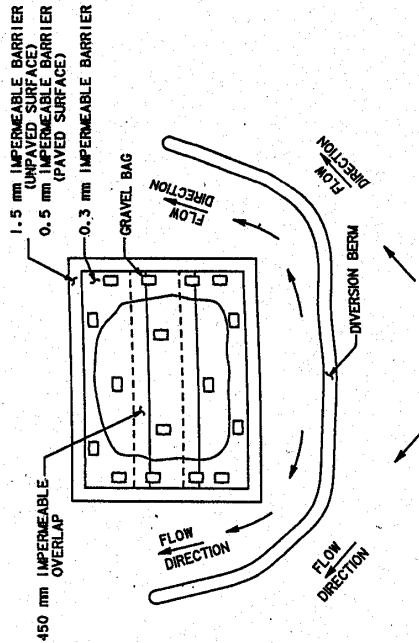 1.5 mm IMPERMEABLE BARRIER
(UNPAVED SURFACE)
0.5 mm IMPERMEABLE BARRIER
(PAVED SURFACE)
0.3 mm IMPERMEABLE BARRIER
GRAVEL BAG
450 mm IMPERMEABLE
OVERLAP
FLOW
DIRECTION
FLOW
DIRECTION
FLOW
DIRECTION
FLOW
DIRECTION
DIVERSION BERM